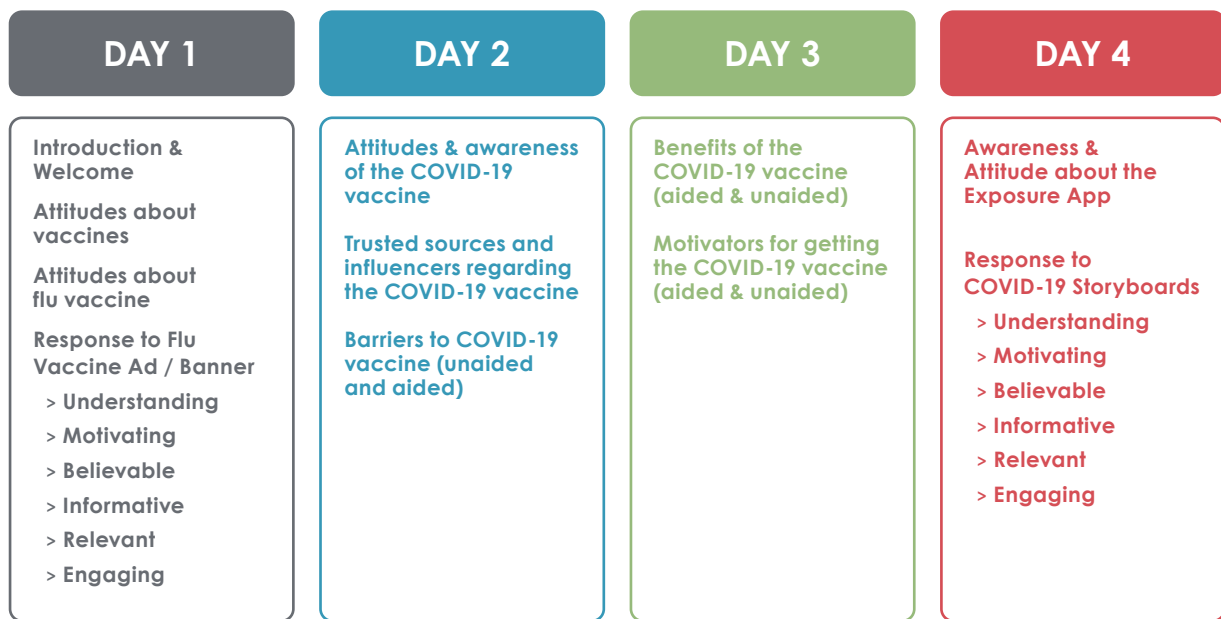 DAY 1
Introduction &
Welcome
Attitudes about
vaccines
Attitudes about
flu vaccine
Response to Flu
Vaccine Ad / Banner
> Understanding
> Motivating
> Believable
> Informative
> Relevant
> Engaging
DAY 2
Attitudes & awareness
of the COVID-19
vaccine
Trusted sources and
influencers regarding
the COVID-19 vaccine
Barriers to COVID-19
vaccine (unaided
and aided)
DAY 3
Benefits of the
COVID-19 vaccine
(aided & unaided)
Motivators for getting
the COVID-19 vaccine
(aided & unaided)
DAY 4
Awareness &
Attitude about the
Exposure App
Response to
COVID-19 Storyboards
> Understanding
> Motivating
> Believable
> Informative
> Relevant
> Engaging